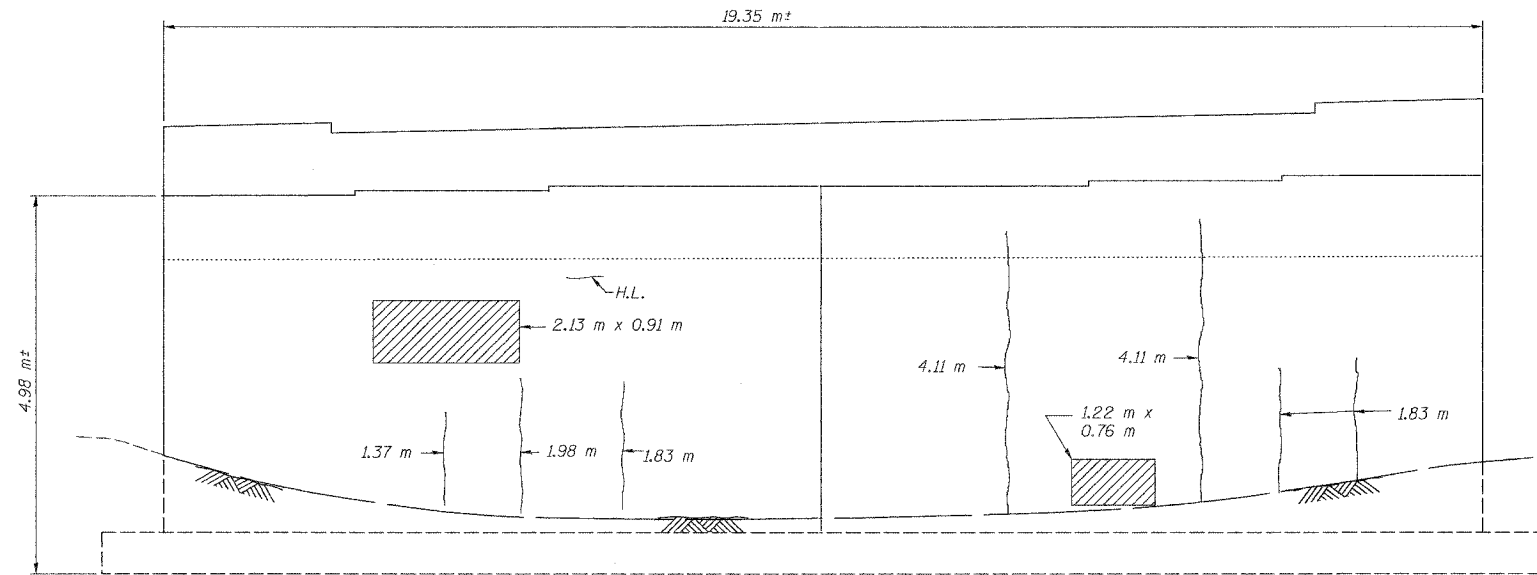 19.35 m±
H.L.
2.13 m x 0.91 m
4.98 m±
4.11 m
4.11 m
1.22 m x
0.76 m
1.83 m
1.37 m
1.98 m
1.83 m